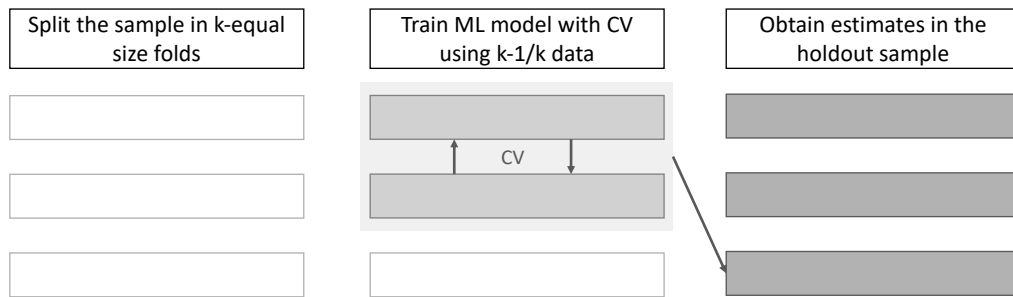 Split the sample in k-equal
size folds
Train ML model with CV
using k-1/k data
Obtain estimates in the
holdout sample
CV